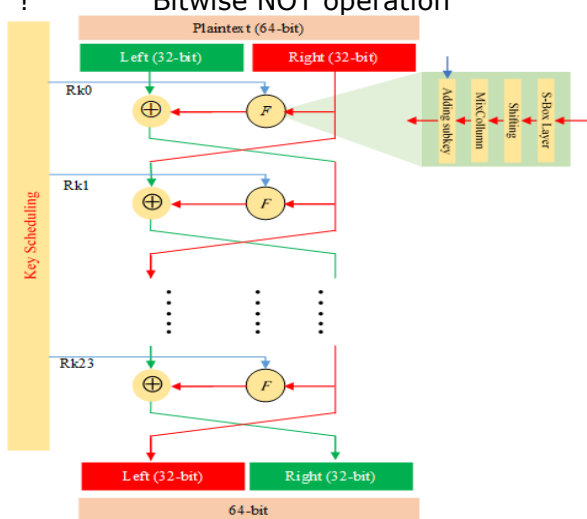 ! Bitwise NOT operation
Plaintext (64-bit)
Left (32-bit) Right (32-bit)
Rk0
⊕ F
Adding subkey
MixCollumn
Shifting
S-Box Layer
Key Scheduling
Rk1
⊕ F
Rk23
⊕ F
Left (32-bit) Right (32-bit)
64-bit